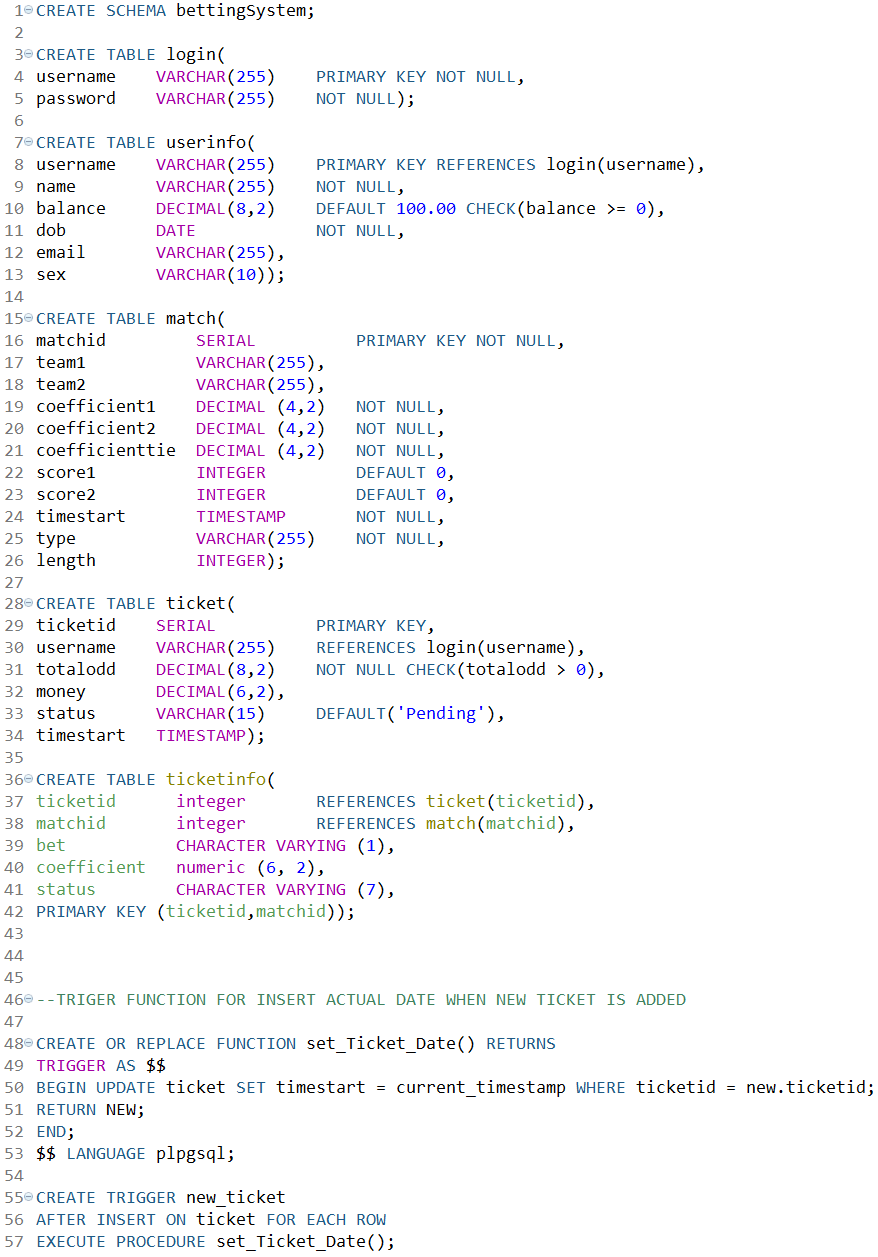 1 CREATE SCHEMA bettingSystem;
2
3 CREATE TABLE login(
4 username    VARCHAR(255)    PRIMARY KEY NOT NULL,
5 password    VARCHAR(255)    NOT NULL);
6
7 CREATE TABLE userinfo(
8 username    VARCHAR(255)    PRIMARY KEY REFERENCES login(username),
9 name        VARCHAR(255)    NOT NULL,
10 balance     DECIMAL(8,2)    DEFAULT 100.00 CHECK(balance >= 0),
11 dob         DATE            NOT NULL,
12 email       VARCHAR(255),
13 sex         VARCHAR(10));
14
15 CREATE TABLE match(
16 matchid         SERIAL          PRIMARY KEY NOT NULL,
17 team1           VARCHAR(255),
18 team2           VARCHAR(255),
19 coefficient1    DECIMAL (4,2)   NOT NULL,
20 coefficient2    DECIMAL (4,2)   NOT NULL,
21 coefficienttie  DECIMAL (4,2)   NOT NULL,
22 score1          INTEGER         DEFAULT 0,
23 score2          INTEGER         DEFAULT 0,
24 timestart       TIMESTAMP       NOT NULL,
25 type            VARCHAR(255)    NOT NULL,
26 length          INTEGER);
27
28 CREATE TABLE ticket(
29 ticketid    SERIAL          PRIMARY KEY,
30 username    VARCHAR(255)    REFERENCES login(username),
31 totalodd    DECIMAL(8,2)    NOT NULL CHECK(totalodd > 0),
32 money       DECIMAL(6,2),
33 status      VARCHAR(15)     DEFAULT('Pending'),
34 timestart   TIMESTAMP);
35
36 CREATE TABLE ticketinfo(
37 ticketid      integer       REFERENCES ticket(ticketid),
38 matchid       integer       REFERENCES match(matchid),
39 bet           CHARACTER VARYING (1),
40 coefficient   numeric (6, 2),
41 status        CHARACTER VARYING (7),
42 PRIMARY KEY (ticketid,matchid));
43
44
45
46 --TRIGER FUNCTION FOR INSERT ACTUAL DATE WHEN NEW TICKET IS ADDED
47
48 CREATE OR REPLACE FUNCTION set_Ticket_Date() RETURNS
49 TRIGGER AS $$
50 BEGIN UPDATE ticket SET timestart = current_timestamp WHERE ticketid = new.ticketid;
51 RETURN NEW;
52 END;
53 $$ LANGUAGE plpgsql;
54
55 CREATE TRIGGER new_ticket
56 AFTER INSERT ON ticket FOR EACH ROW
57 EXECUTE PROCEDURE set_Ticket_Date();